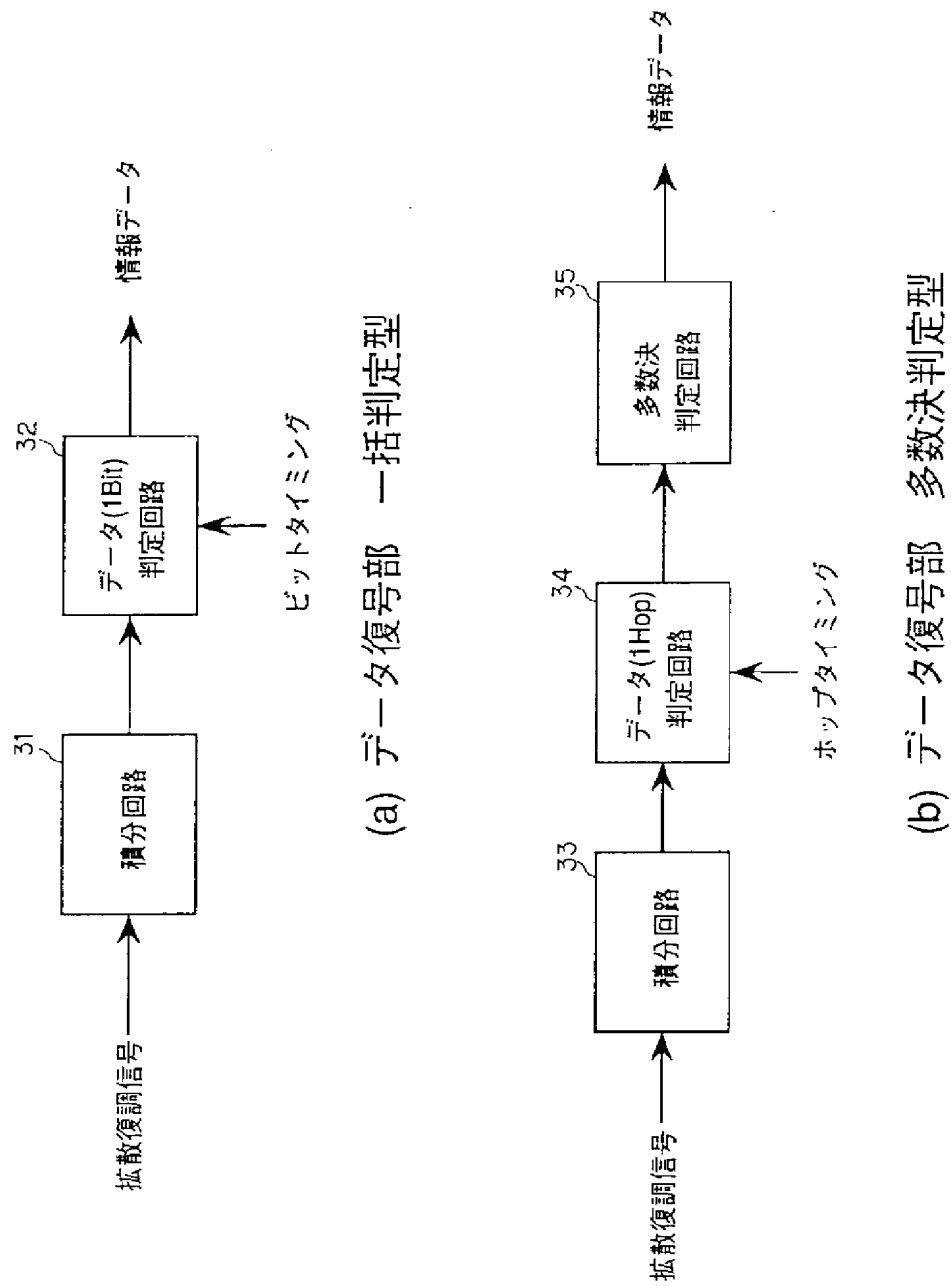 拡散復調信号
31
積分回路
32
データ(1Bit)
判定回路
情報データ
ビットタイミング
(a) データ復号部 一括判定型
拡散復調信号
33
積分回路
34
データ(1Hop)
判定回路
35
多数決
判定回路
情報データ
ホップタイミング
(b) データ復号部 多数決判定型